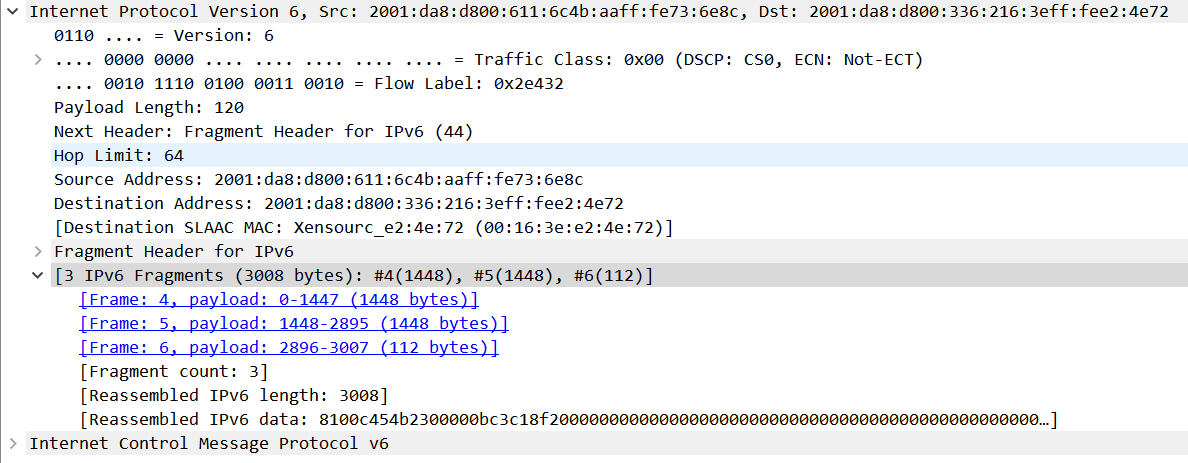 Internet Protocol Version 6, Src: 2001:da8:d800:611:6c4b:aaff:fe73:6e8c, Dst: 2001:da8:d800:336:216:3eff:fee2:4e72
0110 .... = Version: 6
.... 0000 0000 .... .... .... .... .... = Traffic Class: 0x00 (DSCP: CS0, ECN: Not-ECT)
.... 0010 1110 0100 0011 0010 = Flow Label: 0x2e432
Payload Length: 120
Next Header: Fragment Header for IPv6 (44)
Hop Limit: 64
Source Address: 2001:da8:d800:611:6c4b:aaff:fe73:6e8c
Destination Address: 2001:da8:d800:336:216:3eff:fee2:4e72
[Destination SLAAC MAC: Xensourc_e2:4e:72 (00:16:3e:e2:4e:72)]
Fragment Header for IPv6
[3 IPv6 Fragments (3008 bytes): #4(1448), #5(1448), #6(112)]
[Frame: 4, payload: 0-1447 (1448 bytes)]
[Frame: 5, payload: 1448-2895 (1448 bytes)]
[Frame: 6, payload: 2896-3007 (112 bytes)]
[Fragment count: 3]
[Reassembled IPv6 length: 3008]
[Reassembled IPv6 data: 8100c454b2300000bc3c18f20000000000000000000000000000000000000000000000000…]
Internet Control Message Protocol v6